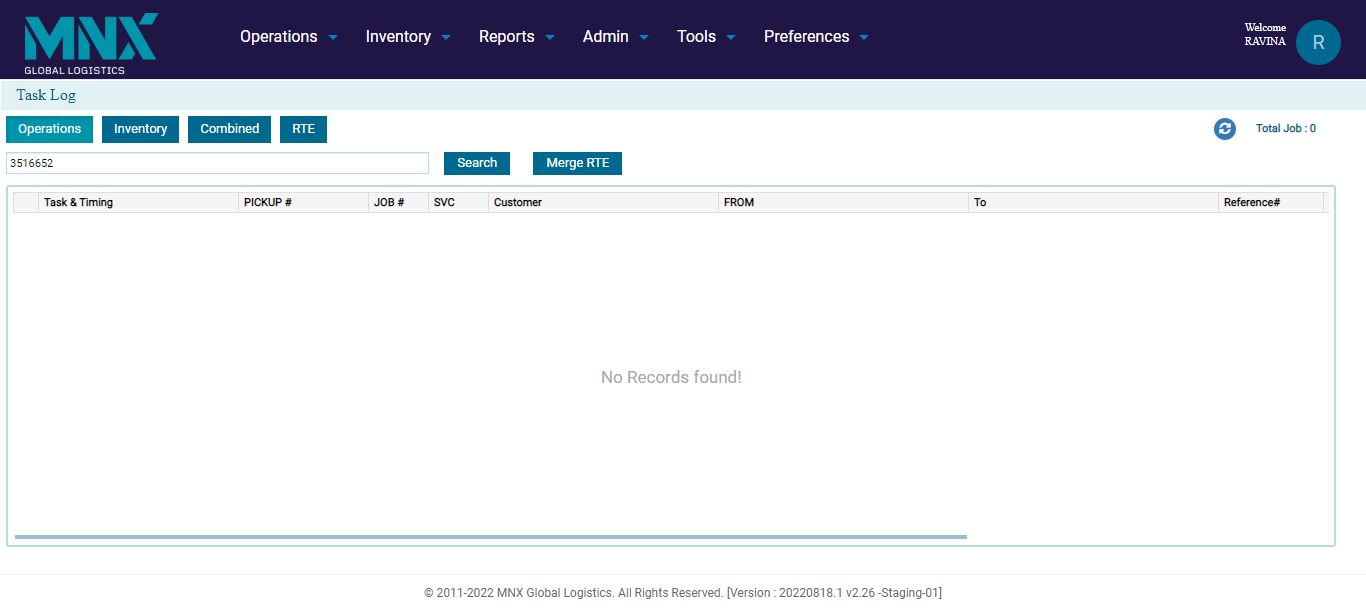 MNX
GLOBAL LOGISTICS
Operations Inventory Reports Admin Tools Preferences
Welcome
RAVINA
R
Task Log
Operations Inventory Combined RTE
Total Job : 0
3516652
Search Merge RTE
Task & Timing PICKUP # JOB # SVC Customer FROM To Reference#
No Records found!
© 2011-2022 MNX Global Logistics. All Rights Reserved. [Version : 20220818.1 v2.26 -Staging-01]